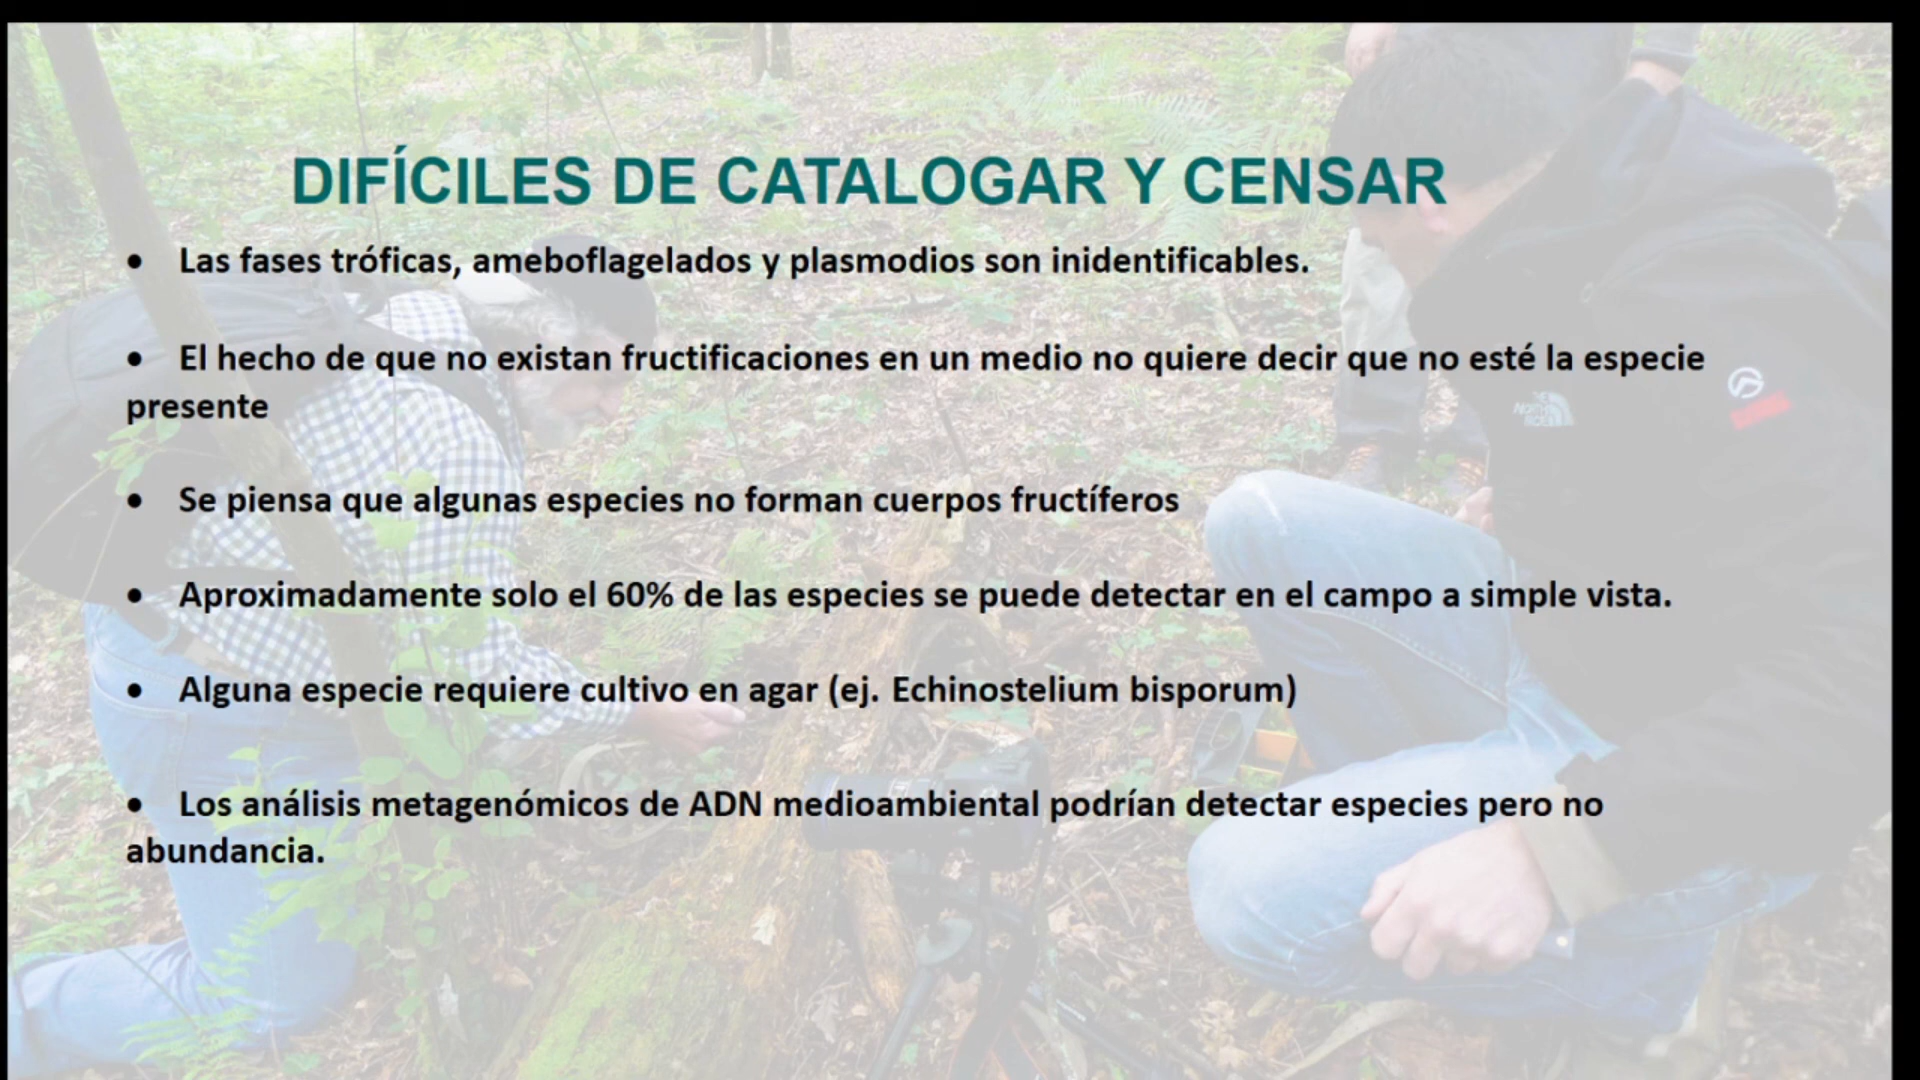 DIFÍCILES DE CATALOGAR Y CENSAR
• Las fases tróficas, ameboflagelados y plasmodios son inidentificables.
• El hecho de que no existan fructificaciones en un medio no quiere decir que no esté la especie
presente
• Se piensa que algunas especies no forman cuerpos fructíferos
• Aproximadamente solo el 60% de las especies se puede detectar en el campo a simple vista.
• Alguna especie requiere cultivo en agar (ej. Echinostelium bisporum)
• Los análisis metagenómicos de ADN medioambiental podrían detectar especies pero no
abundancia.
THE
NORTH
FACE